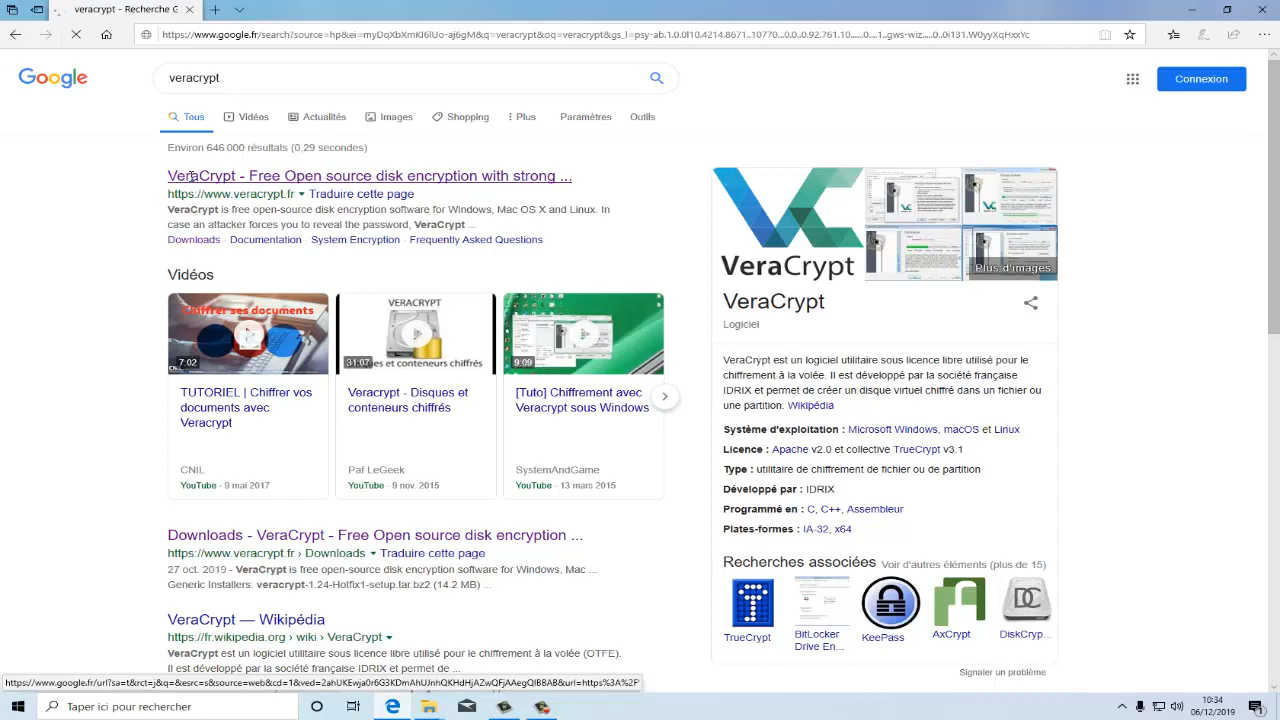 veracrypt
https://www.google.fr/search?source=hp&ei=myDqXbXmKI6lUo-aj6gM&q=veracrypt&oq=veracrypt&gs_l=psy-ab.1.0.0l10.4214.8671..10770...0.0..0.92.761.10......0....1..gws-wiz.....0..0i131.W0yyXqHxxYc
Google
veracrypt
Connexion
Tous Vidéos Actualités Images Shopping Plus Paramètres Outils
Environ 646 000 résultats (0,29 secondes)
VeraCrypt - Free Open source disk encryption with strong ...
https://www.veracrypt.fr cette page
VeraCrypt is free open-source disk encryption software for Windows, Mac OS X and Linux. In
case an attacker forces you to reveal the password, VeraCrypt ...
Downloads Documentation System Encryption Frequently Asked Questions
Vidéos
Chiffrer ses documents
7:02
TUTORIEL | Chiffrer vos
documents avec
Veracrypt
CNIL
YouTube - 9 mai 2017
VERACRYPT
31:07 es et conteneurs chiffrés
Veracrypt - Disques et
conteneurs chiffrés
Paf LeGeek
YouTube - 9 nov. 2015
9:09
[Tuto] Chiffrement avec
Veracrypt sous Windows
SystemAndGame
YouTube - 13 mars 2015
Downloads - VeraCrypt - Free Open source disk encryption ...
https://www.veracrypt.fr › Downloads Traduire cette page
27 oct. 2019 - VeraCrypt is free open-source disk encryption software for Windows, Mac ...
Generic Installers: veracrypt-1.24-Hotfix1-setup.tar.bz2 (14.2 MB) ...
VeraCrypt — Wikipédia
https://fr.wikipedia.org › wiki › VeraCrypt
VeraCrypt est un logiciel utilitaire sous licence libre utilisé pour le chiffrement à la volée (OTFE).
Il est développé par la société française IDRIX et permet de ...
VeraCrypt
Plus d'images
VeraCrypt
Logiciel
VeraCrypt est un logiciel utilitaire sous licence libre utilisé pour le
chiffrement à la volée. Il est développé par la société française
IDRIX et permet de créer un disque virtuel chiffré dans un fichier ou
une partition. Wikipédia
Système d'exploitation : Microsoft Windows, macOS et Linux
Licence : Apache v2.0 et collective TrueCrypt v3.1
Type : utilitaire de chiffrement de fichier ou de partition
Développé par : IDRIX
Programmé en : C, C++, Assembleur
Plates-formes : IA-32, x64
Recherches associées Voir d'autres éléments (plus de 15)
TrueCrypt
BitLocker
Drive En...
KeePass
AxCrypt
DC
DiskCryp...
Signaler un problème
Taper ici pour rechercher
10:34
06/12/2019